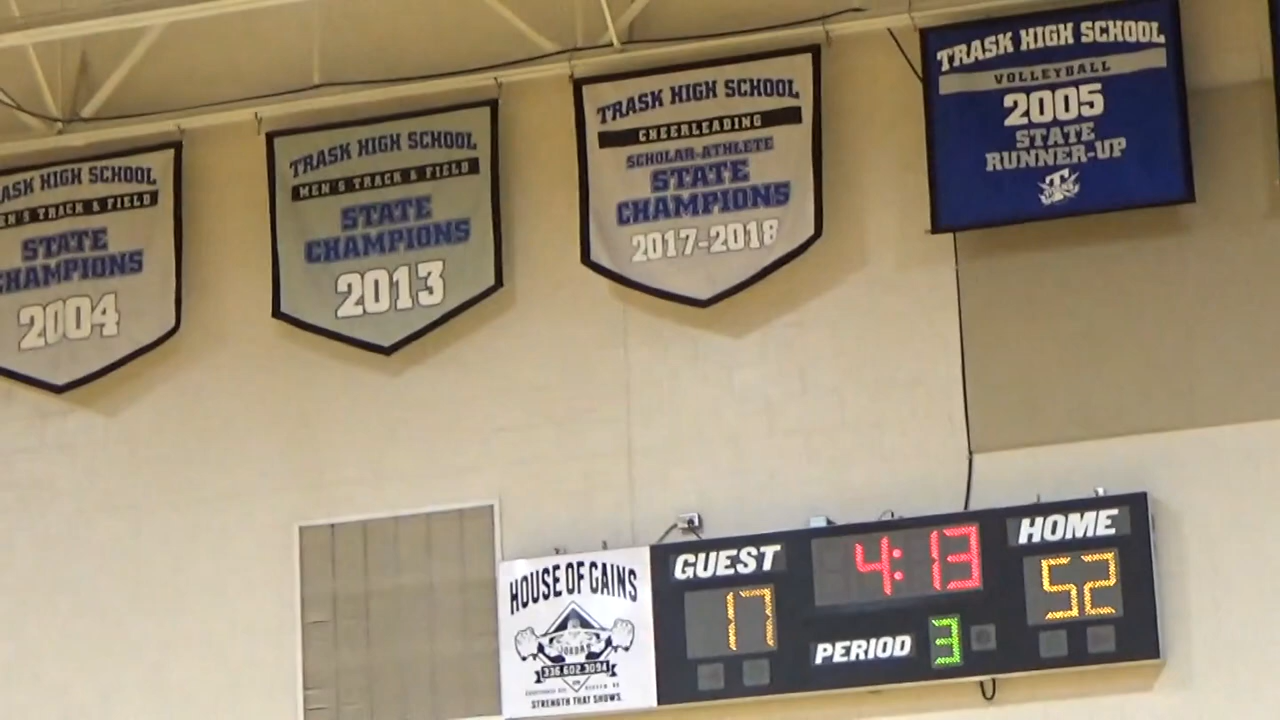 ASK HIGH SCHOOL
EN'S TRACK & FIELD
STATE
CHAMPIONS
2004
TRASK HIGH SCHOOL
MEN'S TRACK & FIELD
STATE
CHAMPIONS
2013
TRASK HIGH SCHOOL
CHEERLEADING
SCHOLAR-ATHLETE
STATE
CHAMPIONS
2017-2018
TRASK HIGH SCHOOL
VOLLEYBALL
2005
STATE
RUNNER-UP
HOUSE OF GAINS
336.602.3094
STRENGTH THAT SHOWS.
GUEST
17
4:13
PERIOD 3
HOME
52